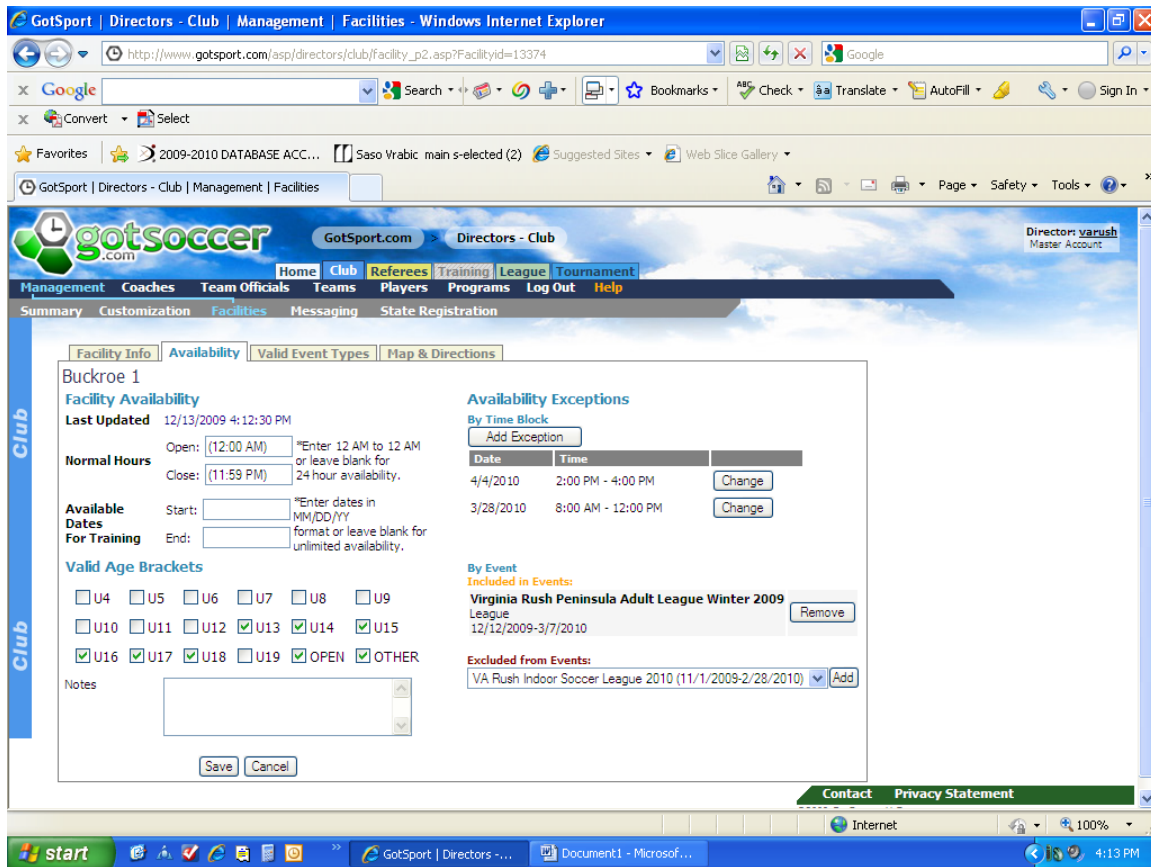 GotSport | Directors - Club | Management | Facilities - Windows Internet Explorer
http://www.gotsport.com/asp/directors/club/facility_p2.asp?Facilityid=13374
Google
x Google Search Bookmarks Check Translate AutoFill Sign In
x Convert Select
Favorites 2009-2010 DATABASE ACC... Saso Vrabic main s-elected (2) Suggested Sites Web Slice Gallery
GotSport | Directors - Club | Management | Facilities
Page Safety Tools
gotsoccer
.com
GotSport.com > Directors - Club
Director: varush
Master Account
Home Club Referees Training League Tournament
Management Coaches Team Officials Teams Players Programs Log Out Help
Summary Customization Facilities Messaging State Registration
Club
Club
Facility Info Availability Valid Event Types Map & Directions
Buckroe 1
Facility Availability
Last Updated 12/13/2009 4:12:30 PM
Normal Hours
Open: (12:00 AM)
Close: (11:59 PM)
*Enter 12 AM to 12 AM
or leave blank for
24 hour availability.
Available
Dates
For Training
Start:
End:
*Enter dates in
MM/DD/YY
format or leave blank for
unlimited availability.
Valid Age Brackets
U4 U5 U6 U7 U8 U9
U10 U11 U12 U13 U14 U15
U16 U17 U18 U19 OPEN OTHER
Notes
Save Cancel
Availability Exceptions
By Time Block
Add Exception
Date Time
4/4/2010 2:00 PM - 4:00 PM Change
3/28/2010 8:00 AM - 12:00 PM Change
By Event
Included in Events:
Virginia Rush Peninsula Adult League Winter 2009
League
12/12/2009-3/7/2010
Remove
Excluded from Events:
VA Rush Indoor Soccer League 2010 (11/1/2009-2/28/2010) Add
Contact Privacy Statement
Internet 100%
start GotSport | Directors -... Document1 - Microsof... 4:13 PM